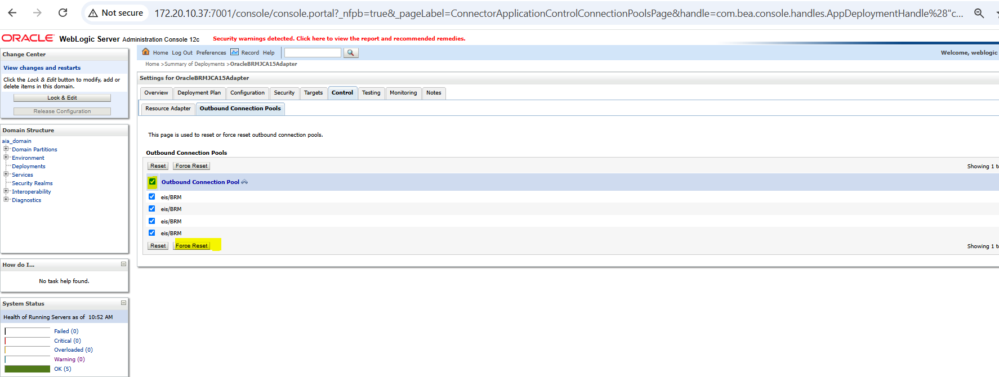 Not secure 172.20.10.37:7001/console/console.portal?_nfpb=true&_pageLabel=ConnectorApplicationControlConnectionPoolsPage&handle=com.bea.console.handles.AppDeploymentHandle%28"c...
ORACLE WebLogic Server Administration Console 12c
Security warnings detected. Click here to view the report and recommended remedies.
Change Center
View changes and restarts
Click the Lock & Edit button to modify, add or
delete items in this domain.
Lock & Edit
Release Configuration
Domain Structure
aia_domain
Domain Partitions
Environment
Deployments
Services
Security Realms
Interoperability
Diagnostics
How do I...
No task help found.
System Status
Health of Running Servers as of 10:52 AM
Failed (0)
Critical (0)
Overloaded (0)
Warning (0)
OK (5)
Home Log Out Preferences Record Help
Welcome, weblogic
Home >Summary of Deployments >OracleBRMJCA15Adapter
Settings for OracleBRMJCA15Adapter
Overview Deployment Plan Configuration Security Targets Control Testing Monitoring Notes
Resource Adapter Outbound Connection Pools
This page is used to reset or force reset outbound connection pools.
Outbound Connection Pools
Reset Force Reset
Showing 1 to
Outbound Connection Pool
eis/BRM
eis/BRM
eis/BRM
eis/BRM
Reset Force Reset
Showing 1 to